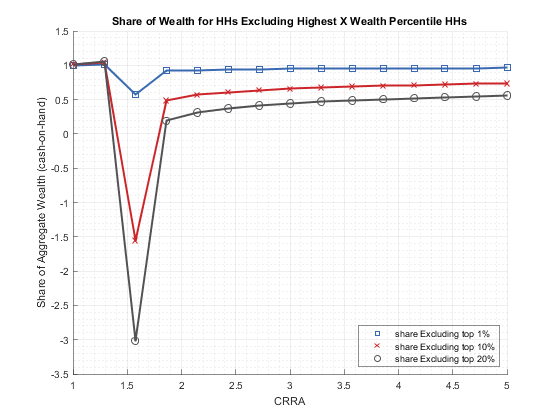 Share of Wealth for HHs Excluding Highest X Wealth Percentile HHs
Share of Aggregate Wealth (cash-on-hand)
1.5
1
0.5
0
-0.5
-1
-1.5
-2
-2.5
-3
-3.5
share Excluding top 1%
share Excluding top 10%
share Excluding top 20%
1 1.5 2 2.5 3 3.5 4 4.5 5
CRRA